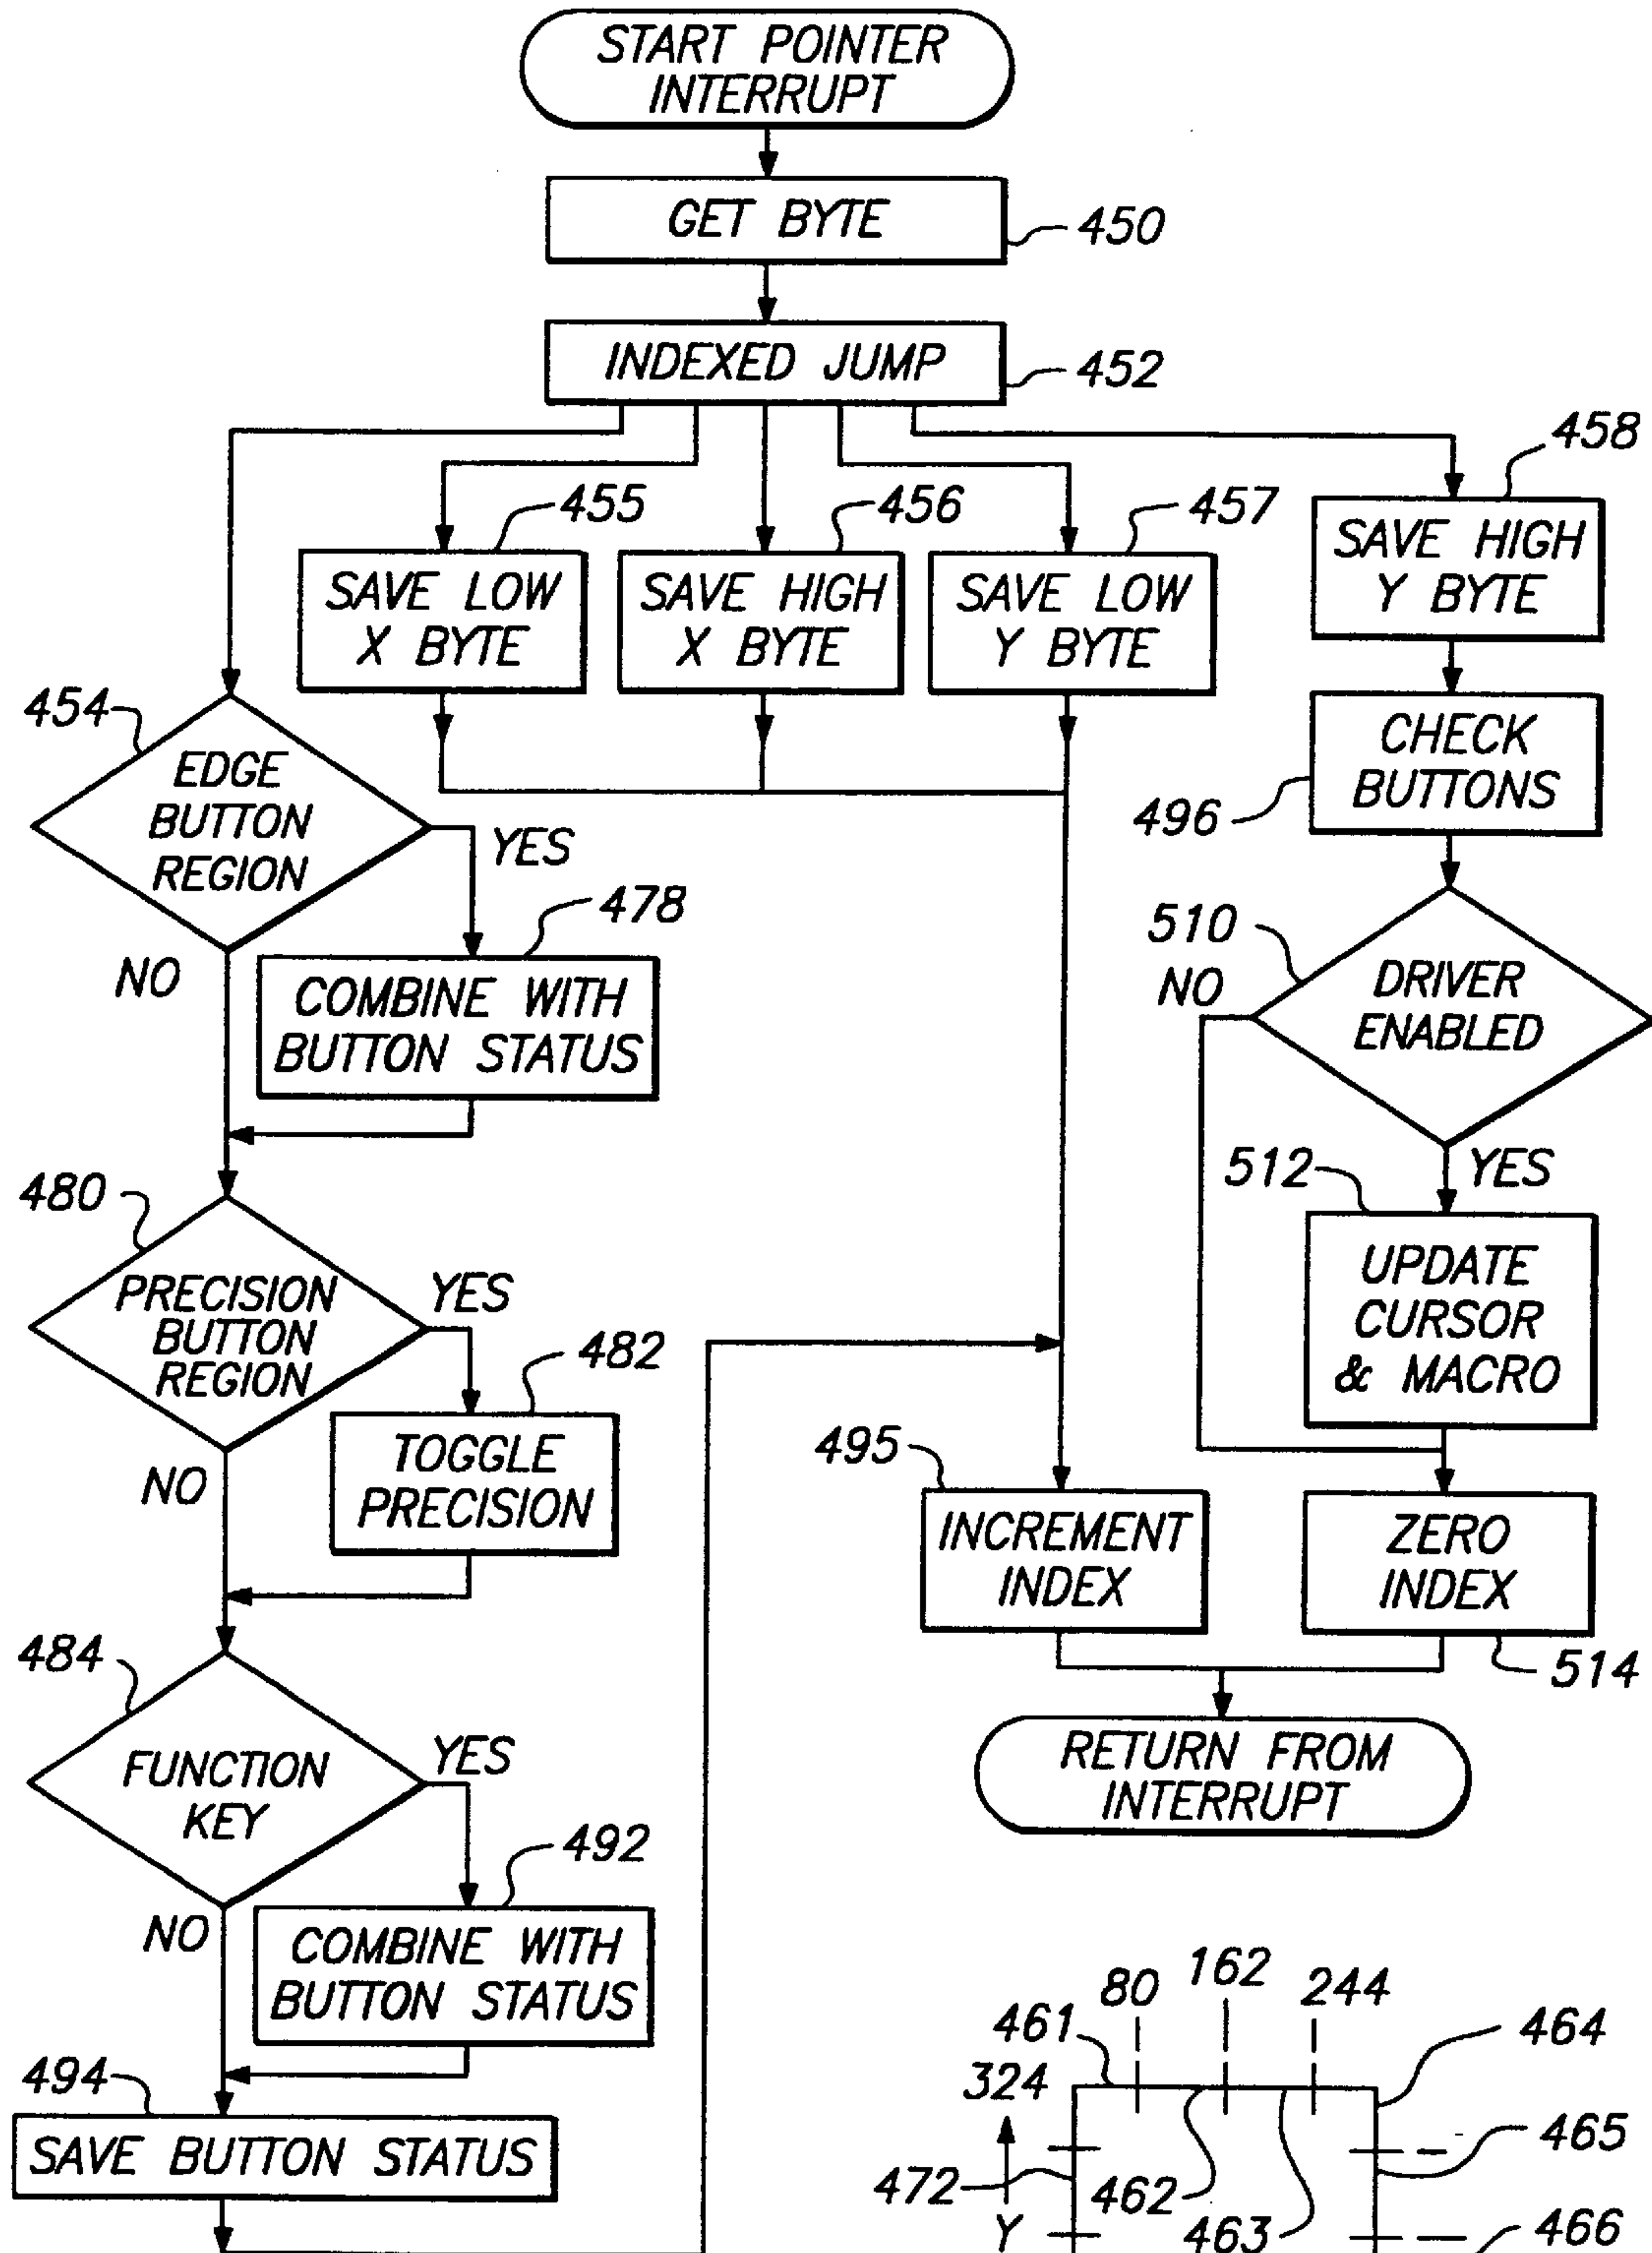 START POINTER
INTERRUPT
GET BYTE
450
INDEXED JUMP
452
458
455
456
457
SAVE LOW
X BYTE
SAVE HIGH
X BYTE
SAVE LOW
Y BYTE
SAVE HIGH
Y BYTE
454
EDGE
BUTTON
REGION
YES
NO
CHECK
BUTTONS
496
478
COMBINE WITH
BUTTON STATUS
510
NO
DRIVER
ENABLED
YES
512
UPDATE
CURSOR
& MACRO
480
PRECISION
BUTTON
REGION
YES
NO
482
TOGGLE
PRECISION
495
INCREMENT
INDEX
ZERO
INDEX
514
484
FUNCTION
KEY
YES
NO
RETURN FROM
INTERRUPT
492
COMBINE WITH
BUTTON STATUS
494
SAVE BUTTON STATUS
80
162
244
461
464
324
465
472
462
463
Y
466